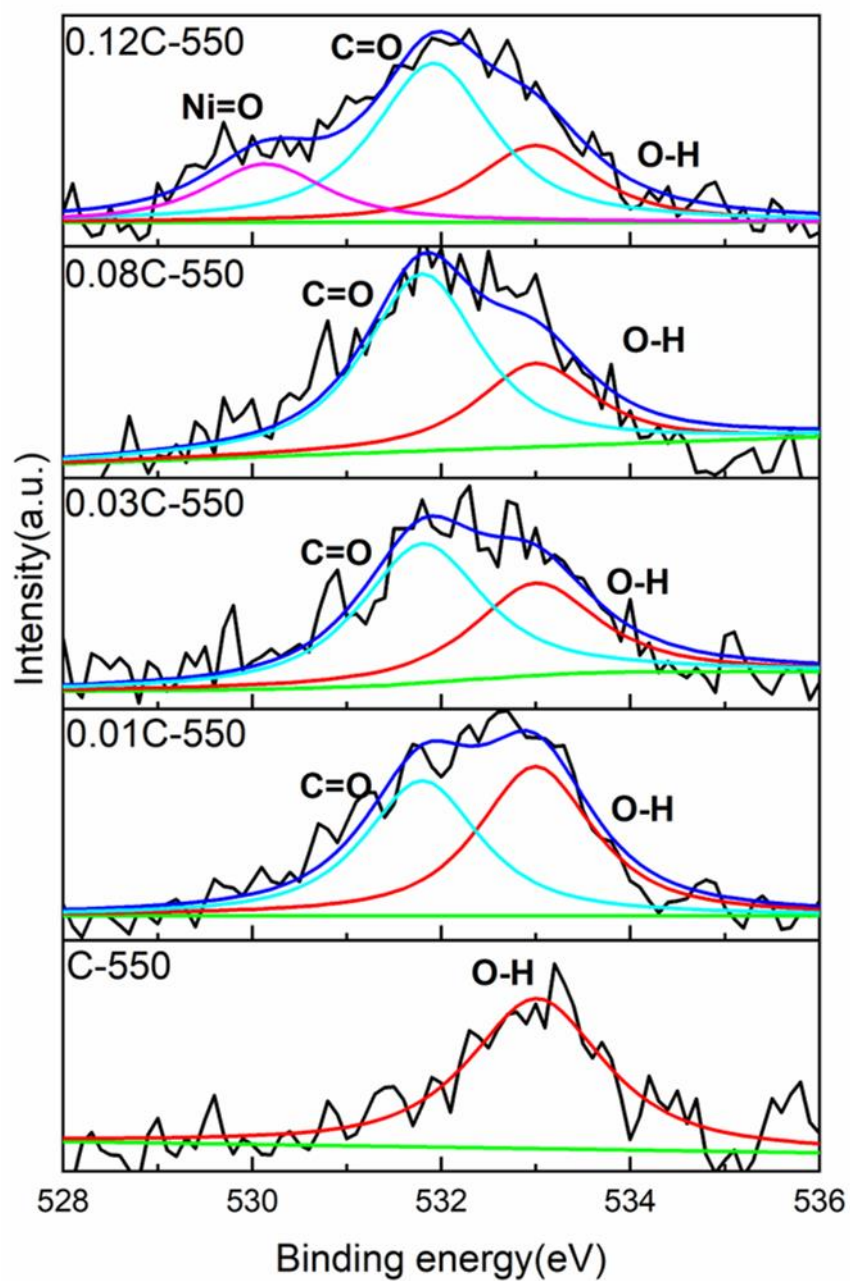 0.12C-550
C=O
Ni=O
O-H
0.08C-550
C=O
O-H
0.03C-550
C=O
O-H
0.01C-550
C=O
O-H
C-550
O-H
Intensity(a.u.)
528 530 532 534 536
Binding energy(eV)